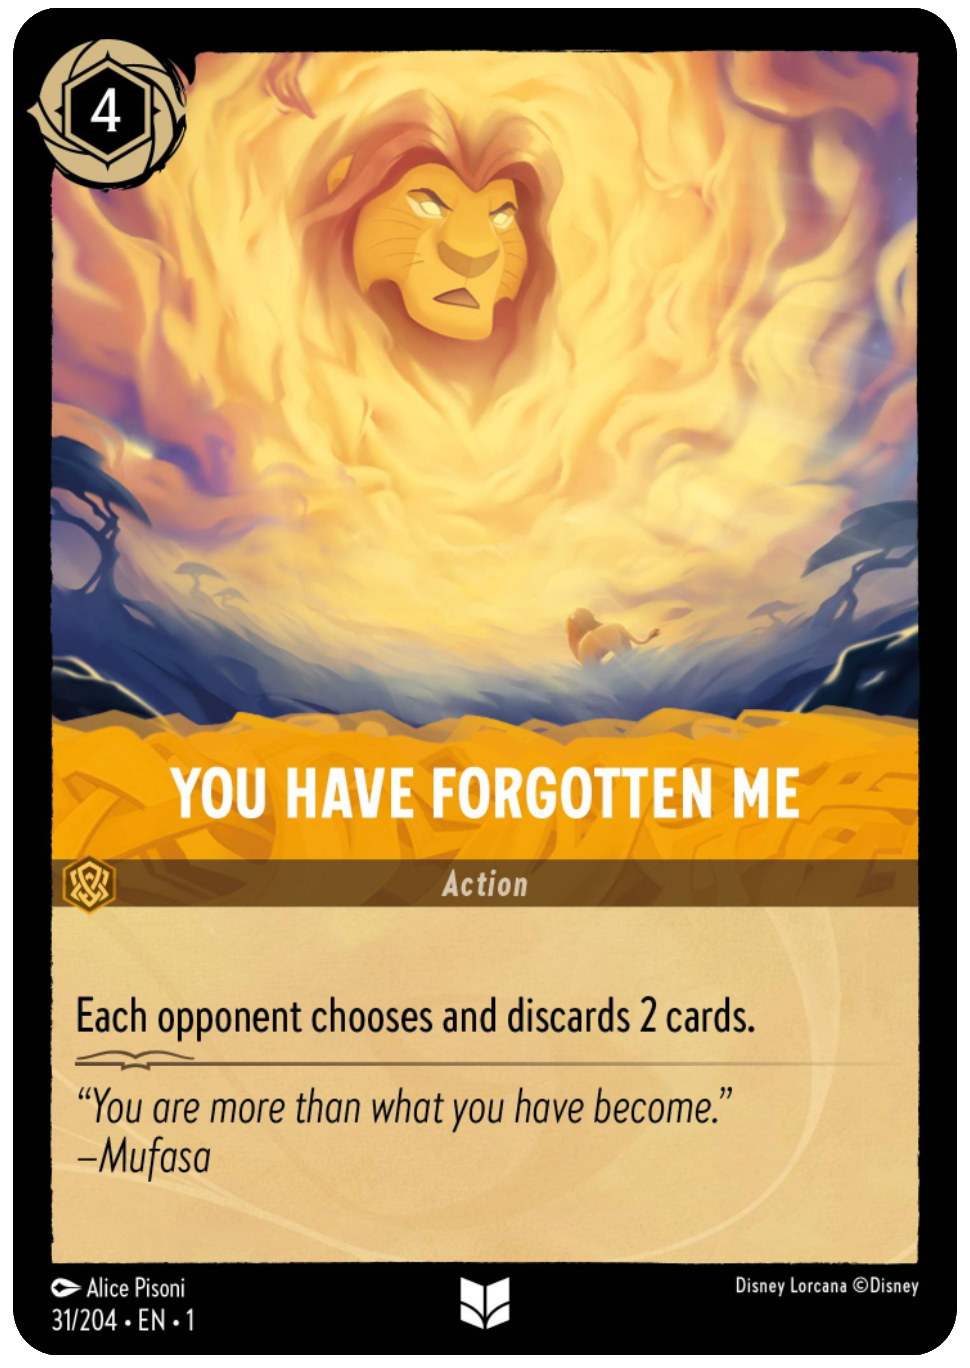 4
YOU HAVE FORGOTTEN ME
Action
Each opponent chooses and discards 2 cards.
“You are more than what you have become.”
–Mufasa
Alice Pisoni
31/204 • EN • 1
Disney Lorcana ©Disney